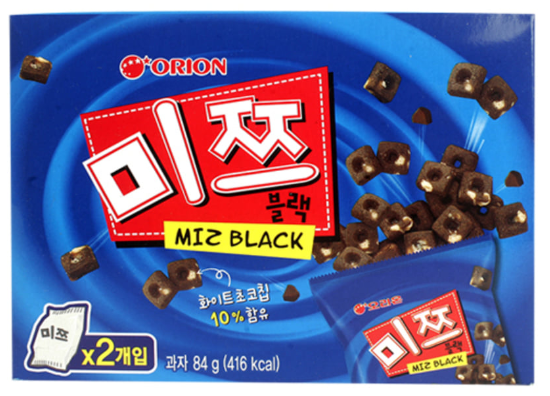 ORION
미쯔
블랙
MIZ BLACK
화이트초코칩
10% 함유
미쯔
x2개입
과자 84 g (416 kcal)
오리온
미쯔
MIZ BLACK